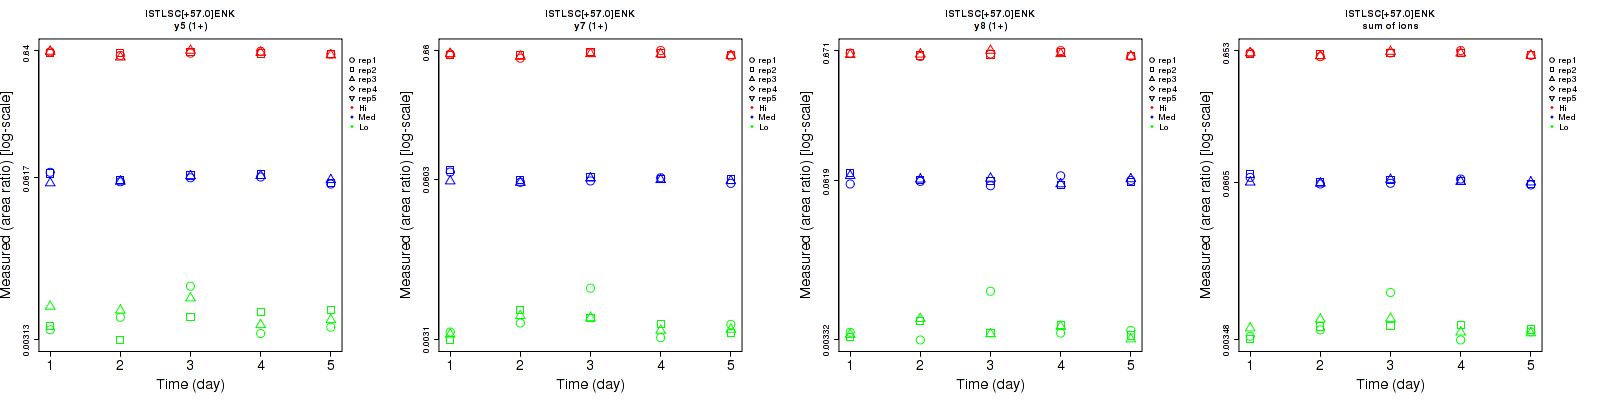 ISTLSC[+57.0]ENK
y5 (1+)
Measured (area ratio) [log-scale]
0.64
0.0617
0.00313
1 2 3 4 5
Time (day)
rep1
rep2
rep3
rep4
rep5
Hi
Med
Lo
ISTLSC[+57.0]ENK
y7 (1+)
Measured (area ratio) [log-scale]
0.66
0.0603
0.0031
1 2 3 4 5
Time (day)
rep1
rep2
rep3
rep4
rep5
Hi
Med
Lo
ISTLSC[+57.0]ENK
y8 (1+)
Measured (area ratio) [log-scale]
0.671
0.0619
0.00332
1 2 3 4 5
Time (day)
rep1
rep2
rep3
rep4
rep5
Hi
Med
Lo
ISTLSC[+57.0]ENK
sum of ions
Measured (area ratio) [log-scale]
0.653
0.0605
0.00348
1 2 3 4 5
Time (day)
rep1
rep2
rep3
rep4
rep5
Hi
Med
Lo